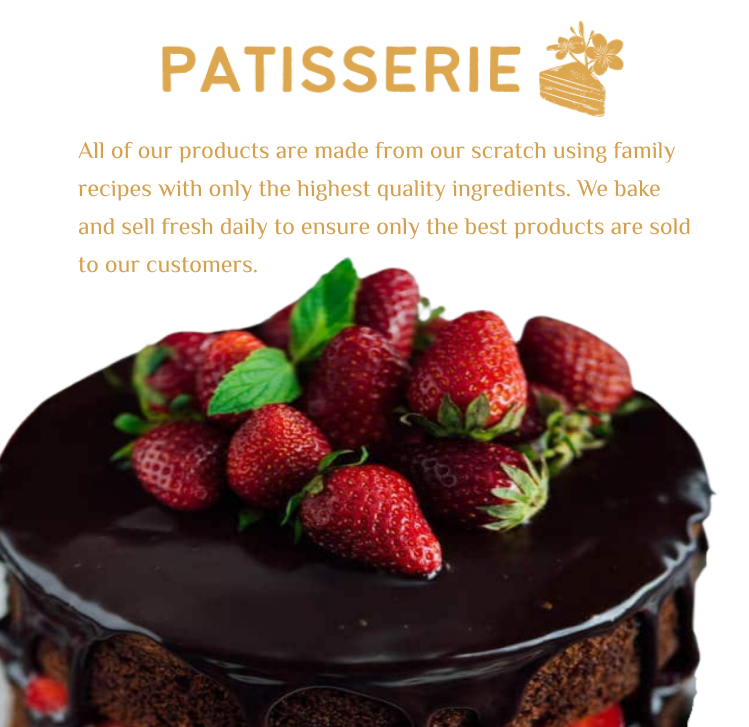 PATISSERIE
All of our products are made from our scratch using family
recipes with only the highest quality ingredients. We bake
and sell fresh daily to ensure only the best products are sold
to our customers.